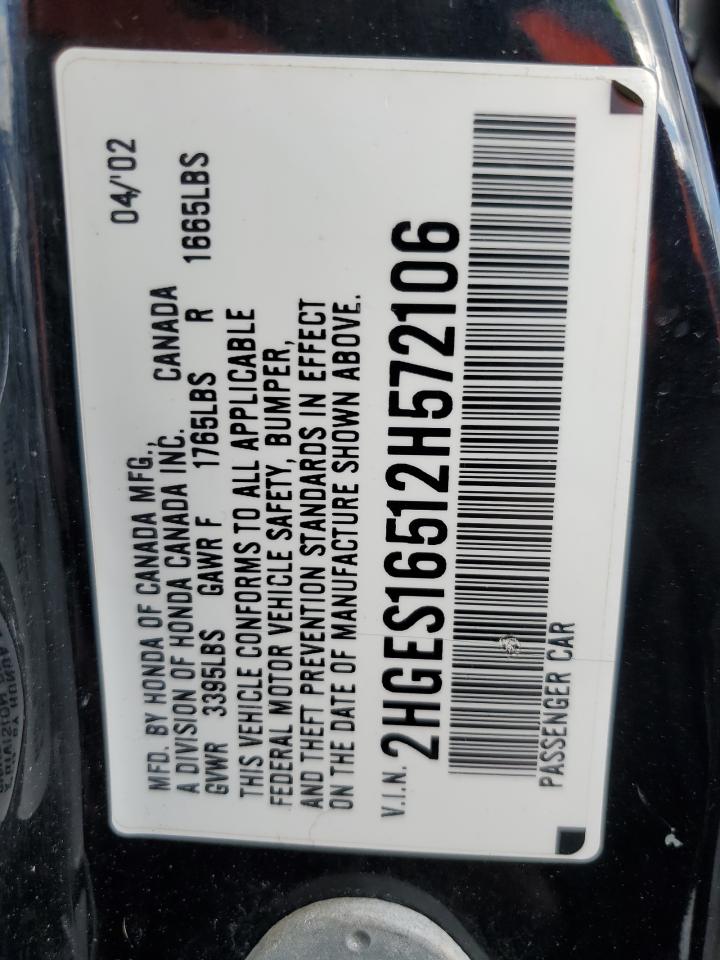 MFD. BY HONDA OF CANADA MFG., 04/'02
A DIVISION OF HONDA CANADA INC. CANADA
GVWR 3395LBS GAWR F 1765LBS R 1665LBS
THIS VEHICLE CONFORMS TO ALL APPLICABLE
FEDERAL MOTOR VEHICLE SAFETY, BUMPER,
AND THEFT PREVENTION STANDARDS IN EFFECT
ON THE DATE OF MANUFACTURE SHOWN ABOVE.
V.I.N. 2HGES16512H572106
PASSENGER CAR